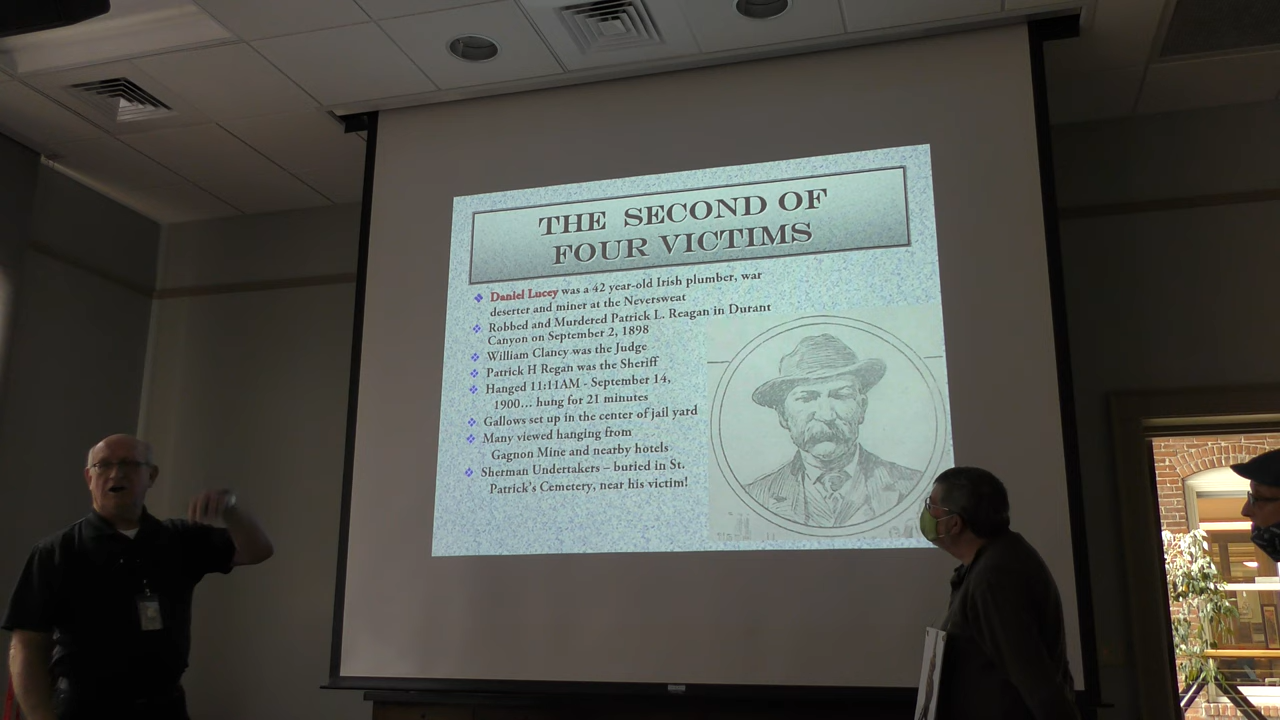 THE SECOND OF
FOUR VICTIMS
Daniel Lucey was a 42 year-old Irish plumber, war
deserter and miner at the Neversweat
Robbed and Murdered Patrick L. Reagan in Durant
Canyon on September 2, 1898
William Clancy was the Judge
Patrick H Regan was the Sheriff
Hanged 11:11AM - September 14,
1900... hung for 21 minutes
Gallows set up in the center of jail yard
Many viewed hanging from
Gagnon Mine and nearby hotels
Sherman Undertakers – buried in St.
Patrick's Cemetery, near his victim!